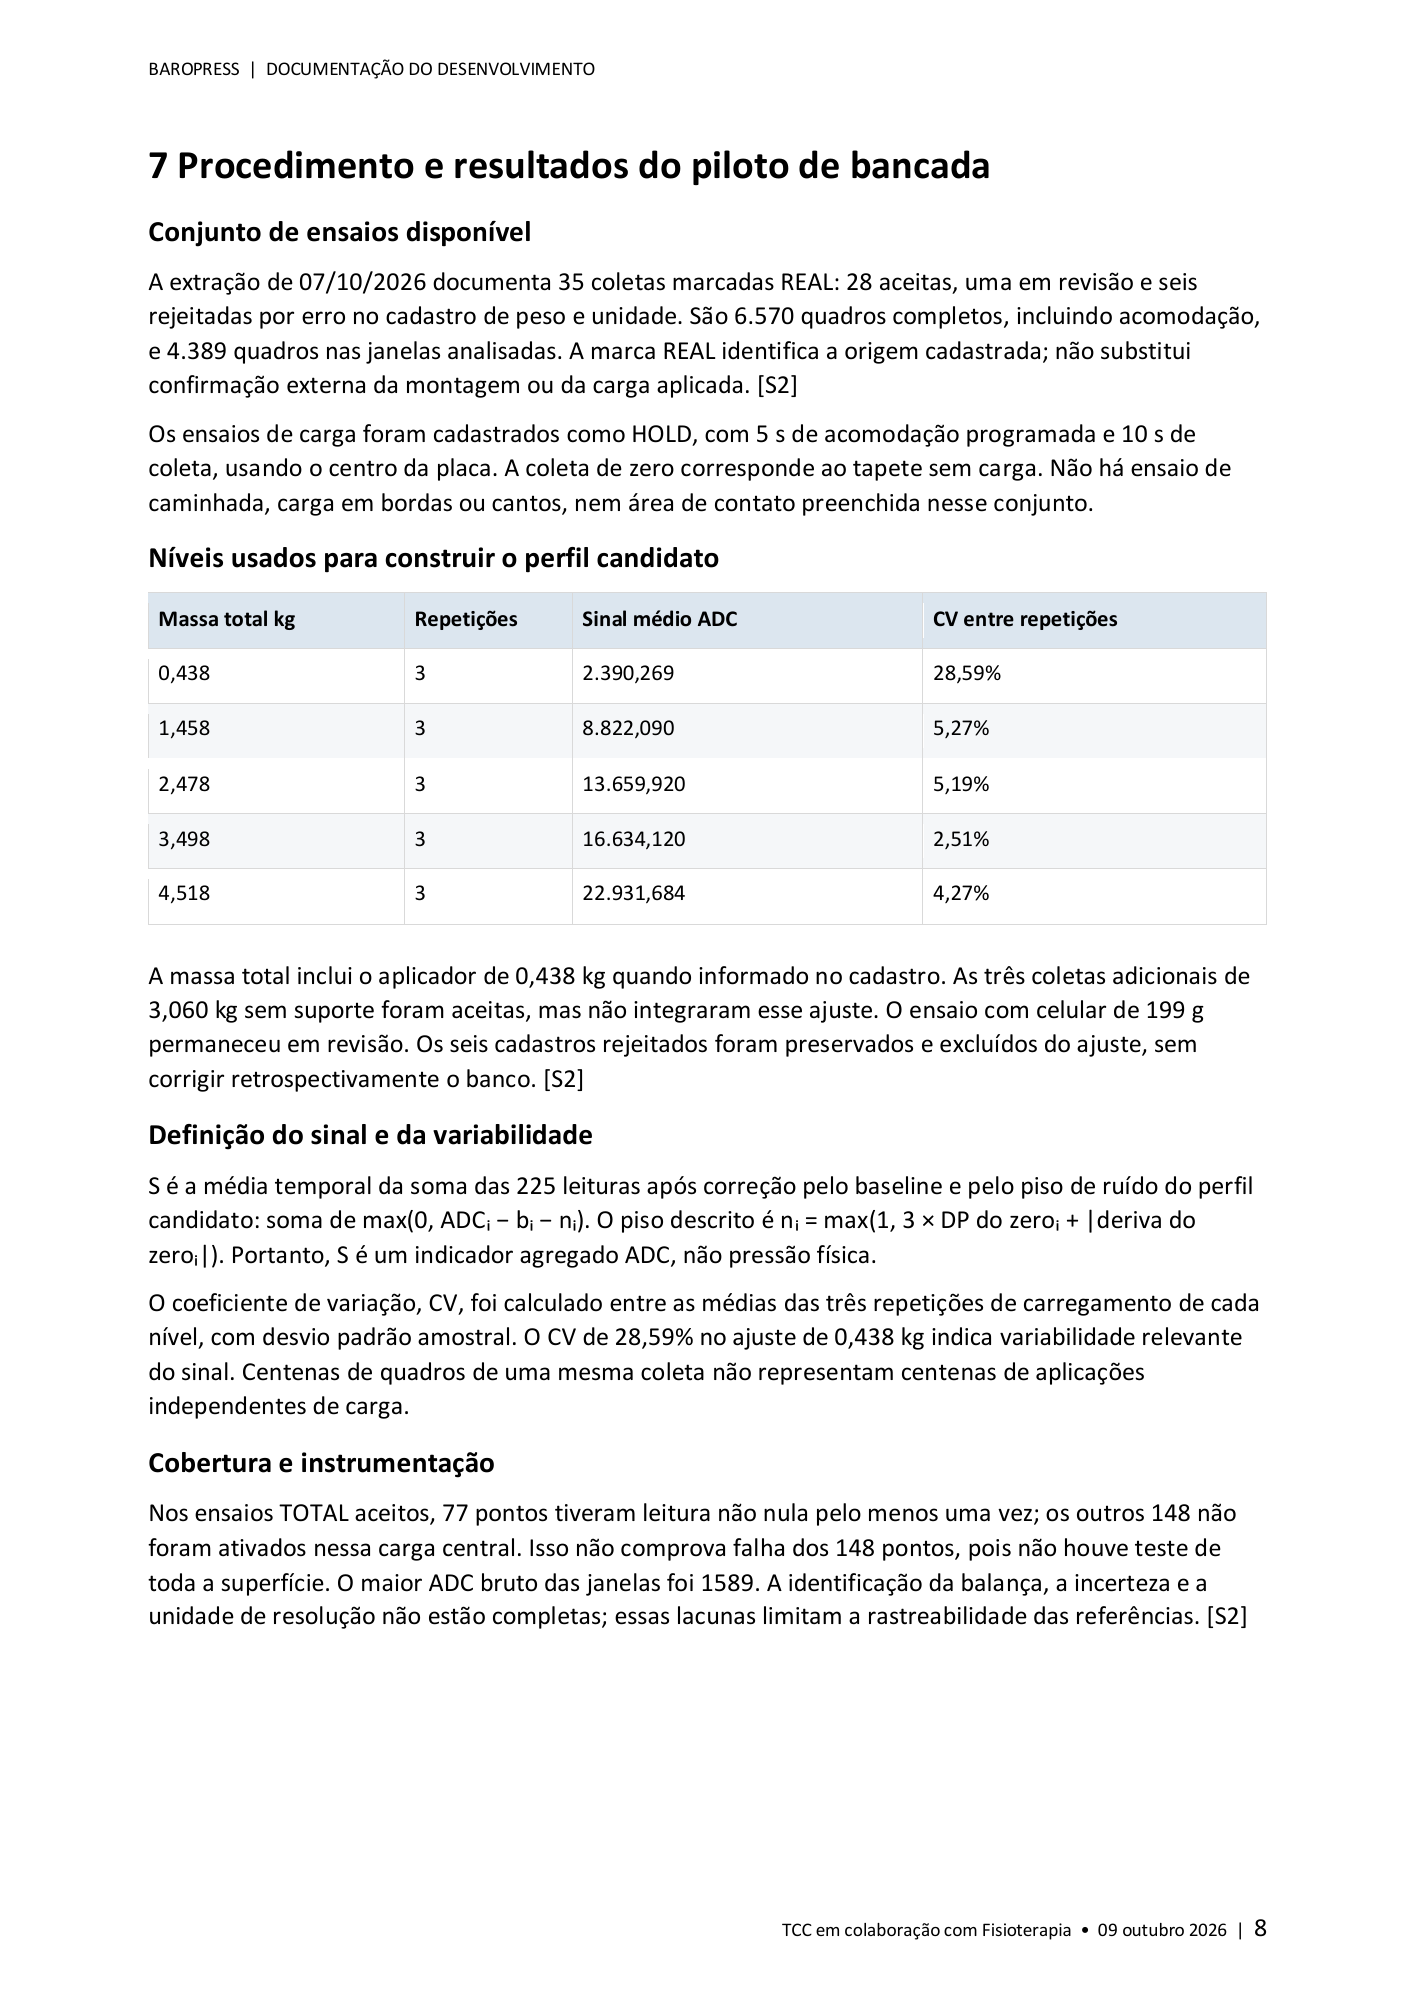 BAROPRESS | DOCUMENTAÇÃO DO DESENVOLVIMENTO
7 Procedimento e resultados do piloto de bancada
Conjunto de ensaios disponível
A extração de 07/10/2026 documenta 35 coletas marcadas REAL: 28 aceitas, uma em revisão e seis
rejeitadas por erro no cadastro de peso e unidade. São 6.570 quadros completos, incluindo acomodação,
e 4.389 quadros nas janelas analisadas. A marca REAL identifica a origem cadastrada; não substitui
confirmação externa da montagem ou da carga aplicada. [S2]
Os ensaios de carga foram cadastrados como HOLD, com 5 s de acomodação programada e 10 s de
coleta, usando o centro da placa. A coleta de zero corresponde ao tapete sem carga. Não há ensaio de
caminhada, carga em bordas ou cantos, nem área de contato preenchida nesse conjunto.
Níveis usados para construir o perfil candidato
Massa total kg Repetições Sinal médio ADC CV entre repetições
0,438 3 2.390,269 28,59%
1,458 3 8.822,090 5,27%
2,478 3 13.659,920 5,19%
3,498 3 16.634,120 2,51%
4,518 3 22.931,684 4,27%
A massa total inclui o aplicador de 0,438 kg quando informado no cadastro. As três coletas adicionais de
3,060 kg sem suporte foram aceitas, mas não integraram esse ajuste. O ensaio com celular de 199 g
permaneceu em revisão. Os seis cadastros rejeitados foram preservados e excluídos do ajuste, sem
corrigir retrospectivamente o banco. [S2]
Definição do sinal e da variabilidade
S é a média temporal da soma das 225 leituras após correção pelo baseline e pelo piso de ruído do perfil
candidato: soma de max(0, ADCᵢ − bᵢ − nᵢ). O piso descrito é nᵢ = max(1, 3 × DP do zeroᵢ + |deriva do
zeroᵢ|). Portanto, S é um indicador agregado ADC, não pressão física.
O coeficiente de variação, CV, foi calculado entre as médias das três repetições de carregamento de cada
nível, com desvio padrão amostral. O CV de 28,59% no ajuste de 0,438 kg indica variabilidade relevante
do sinal. Centenas de quadros de uma mesma coleta não representam centenas de aplicações
independentes de carga.
Cobertura e instrumentação
Nos ensaios TOTAL aceitos, 77 pontos tiveram leitura não nula pelo menos uma vez; os outros 148 não
foram ativados nessa carga central. Isso não comprova falha dos 148 pontos, pois não houve teste de
toda a superfície. O maior ADC bruto das janelas foi 1589. A identificação da balança, a incerteza e a
unidade de resolução não estão completas; essas lacunas limitam a rastreabilidade das referências. [S2]
TCC em colaboração com Fisioterapia • 09 outubro 2026 | 8